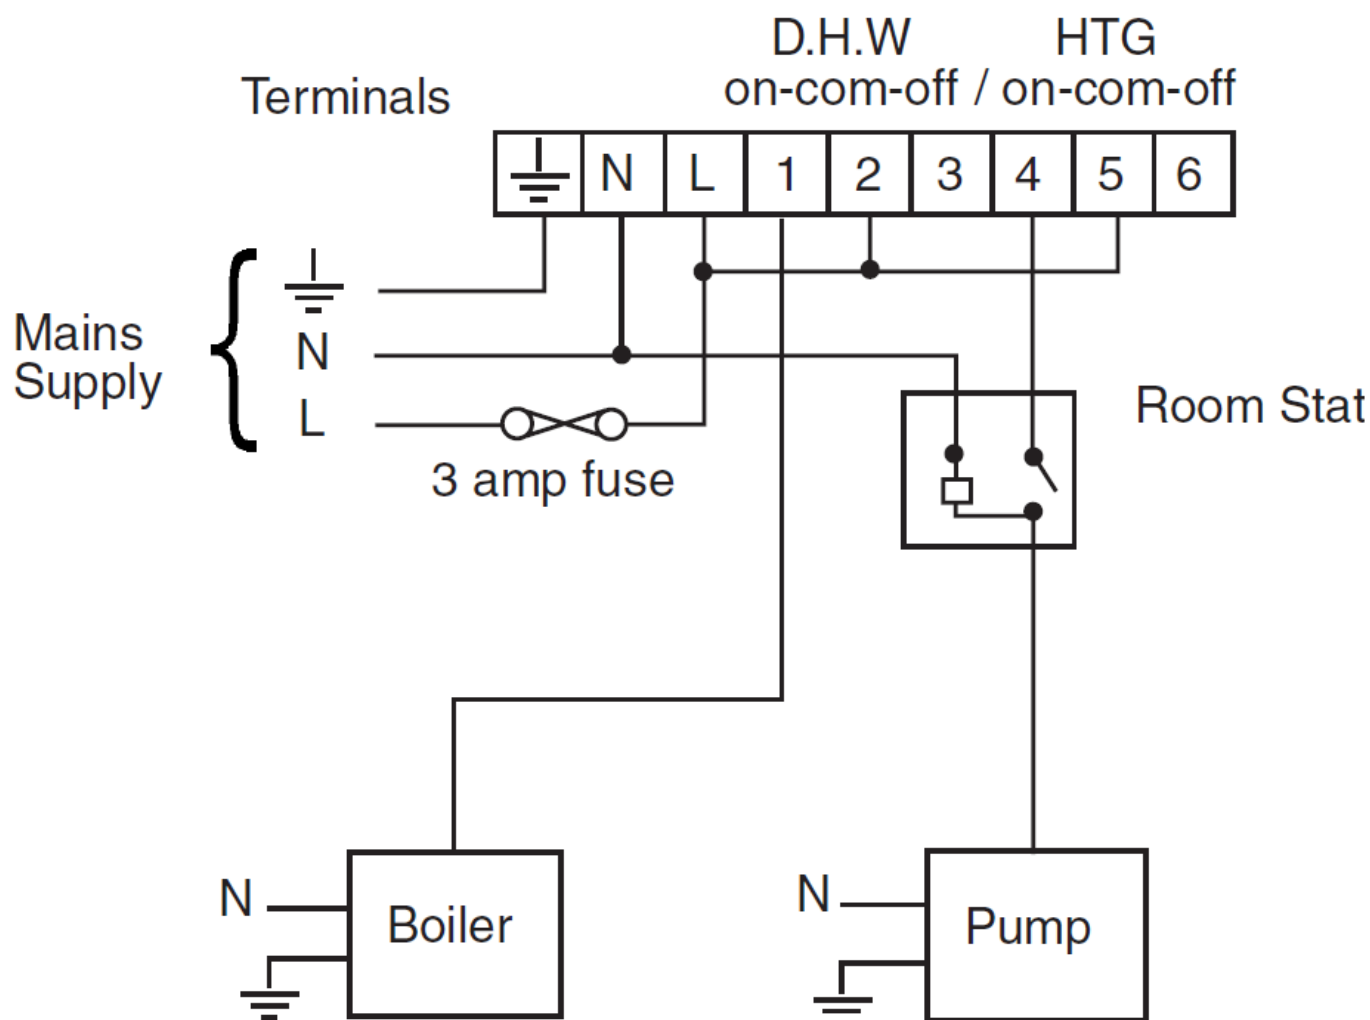 D.H.W HTG
Terminals on-com-off / on-com-off
N L 1 2 3 4 5 6
Mains
Supply
N
L
3 amp fuse
Room Stat
N
Boiler
N
Pump